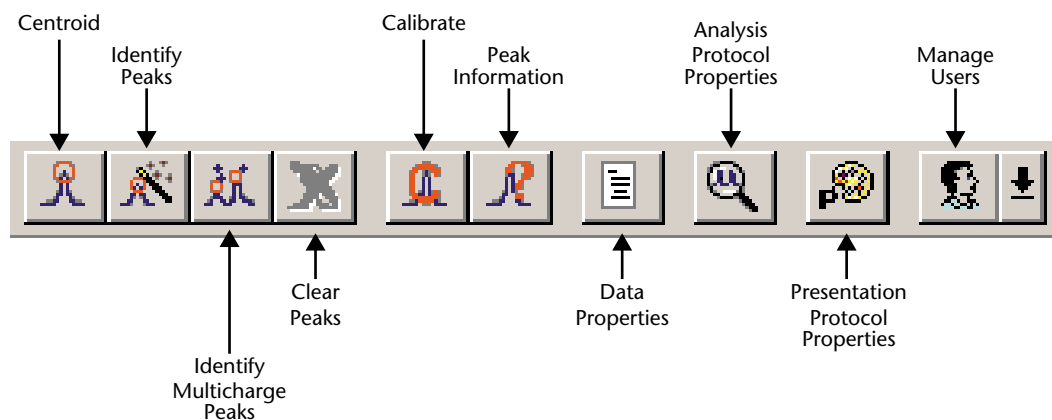 Centroid
Identify
Peaks
Calibrate
Peak
Information
Analysis
Protocol
Properties
Manage
Users
Identify
Multicharge
Peaks
Clear
Peaks
Data
Properties
Presentation
Protocol
Properties